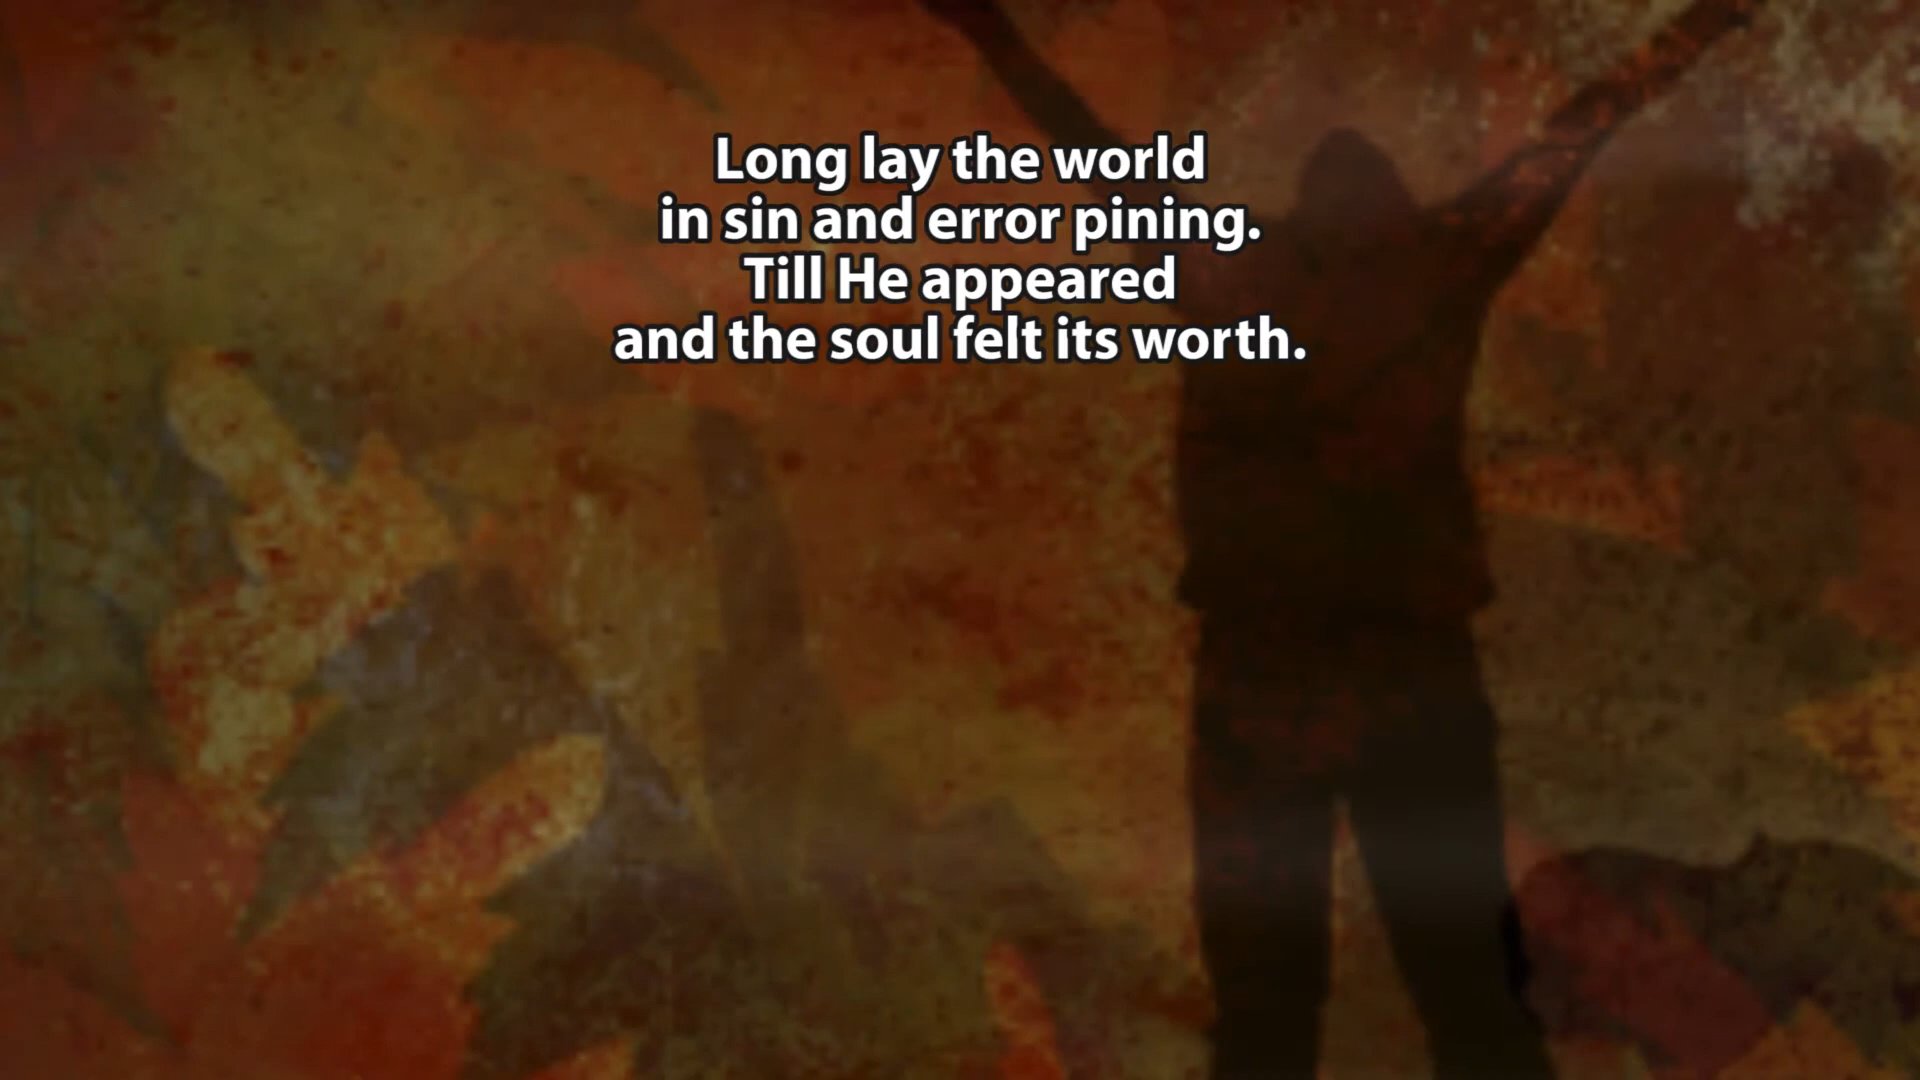 Long lay the world
in sin and error pining.
Till He appeared
and the soul felt its worth.